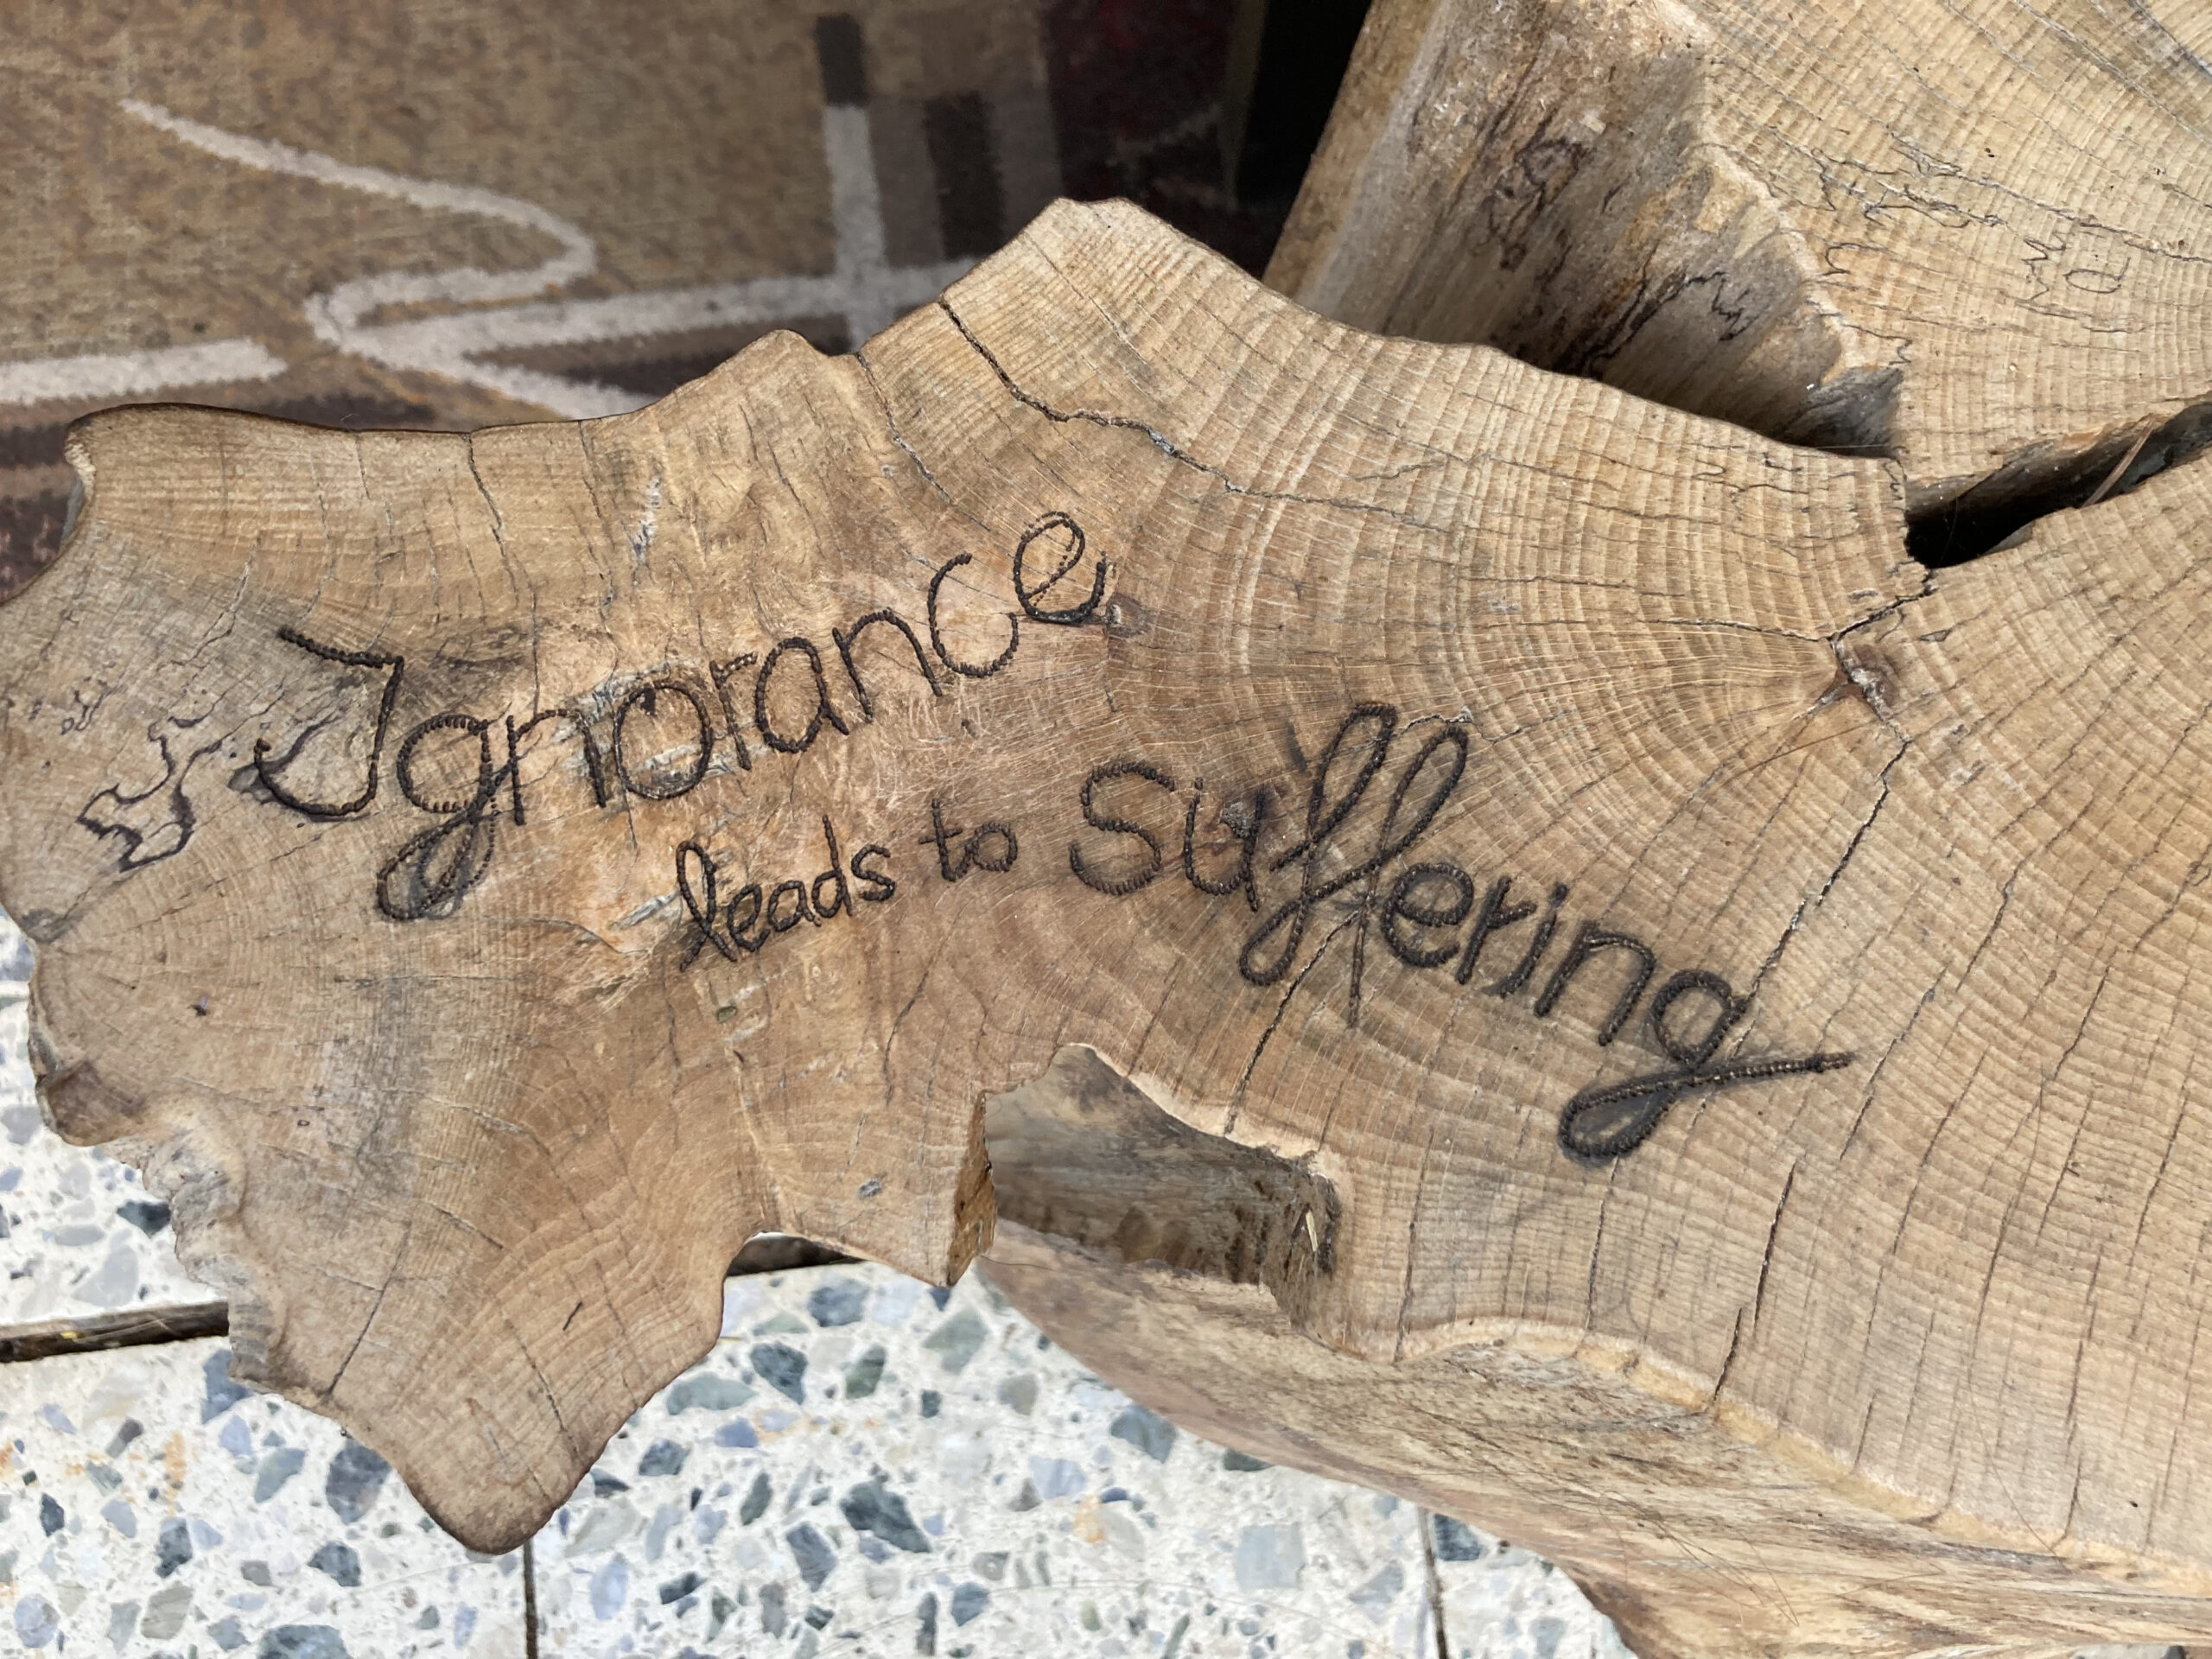 Ignorance
leads to Suffering